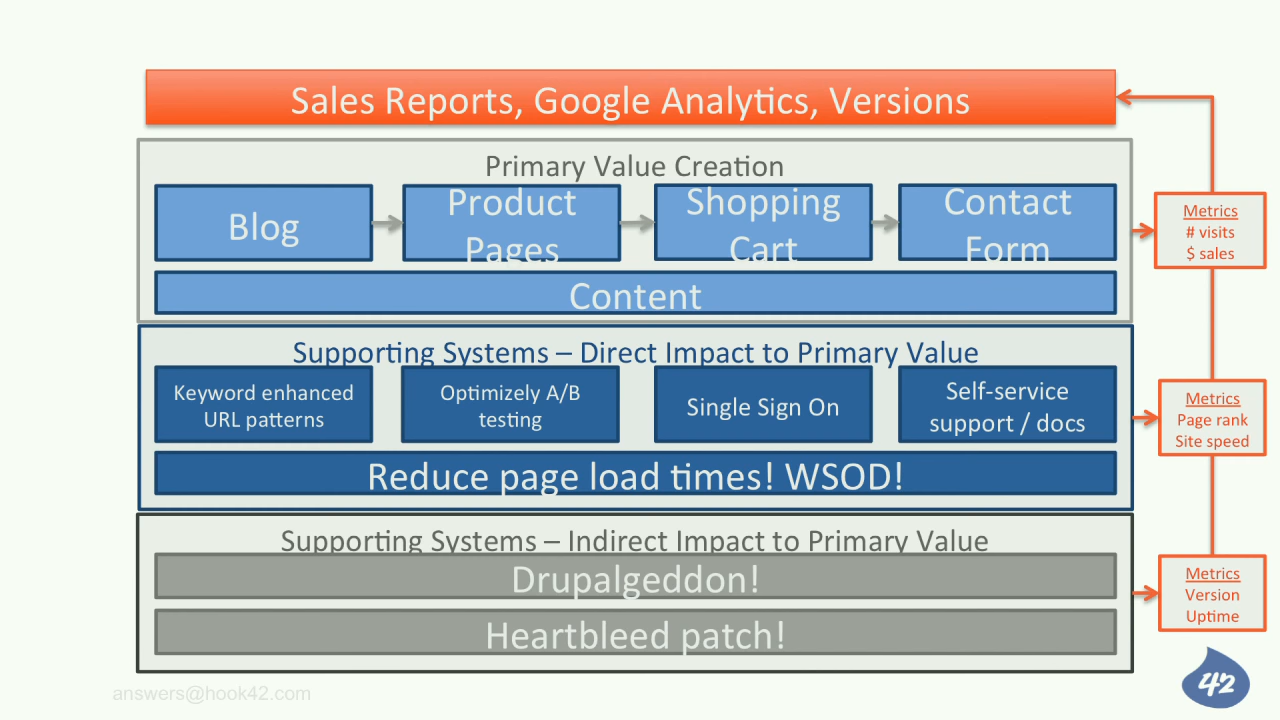 Sales Reports, Google Analytics, Versions
Primary Value Creation
Blog
Product
Pages
Shopping
Cart
Contact
Form
Content
Metrics
# visits
$ sales
Supporting Systems – Direct Impact to Primary Value
Keyword enhanced
URL patterns
Optimizely A/B
testing
Single Sign On
Self-service
support / docs
Reduce page load times! WSOD!
Metrics
Page rank
Site speed
Supporting Systems – Indirect Impact to Primary Value
Drupalgeddon!
Heartbleed patch!
Metrics
Version
Uptime
answers@hook42.com
42